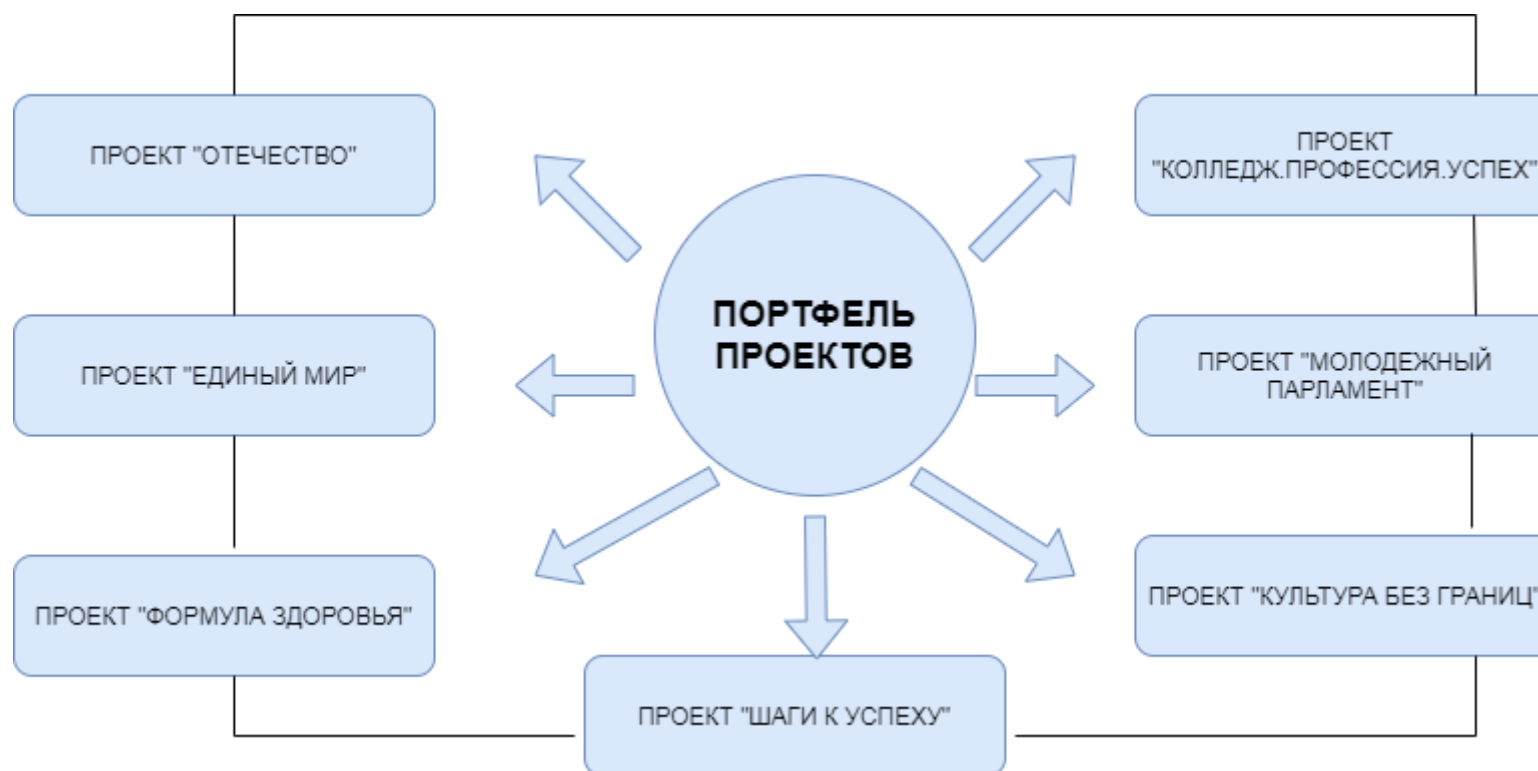 ПРОЕКТ "ОТЕЧЕСТВО"
ПРОЕКТ
"КОЛЛЕДЖ.ПРОФЕССИЯ.УСПЕХ"
ПОРТФЕЛЬ
ПРОЕКТОВ
ПРОЕКТ "ЕДИНЫЙ МИР"
ПРОЕКТ "МОЛОДЕЖНЫЙ
ПАРЛАМЕНТ"
ПРОЕКТ "ФОРМУЛА ЗДОРОВЬЯ"
ПРОЕКТ "КУЛЬТУРА БЕЗ ГРАНИЦ"
ПРОЕКТ "ШАГИ К УСПЕХУ"